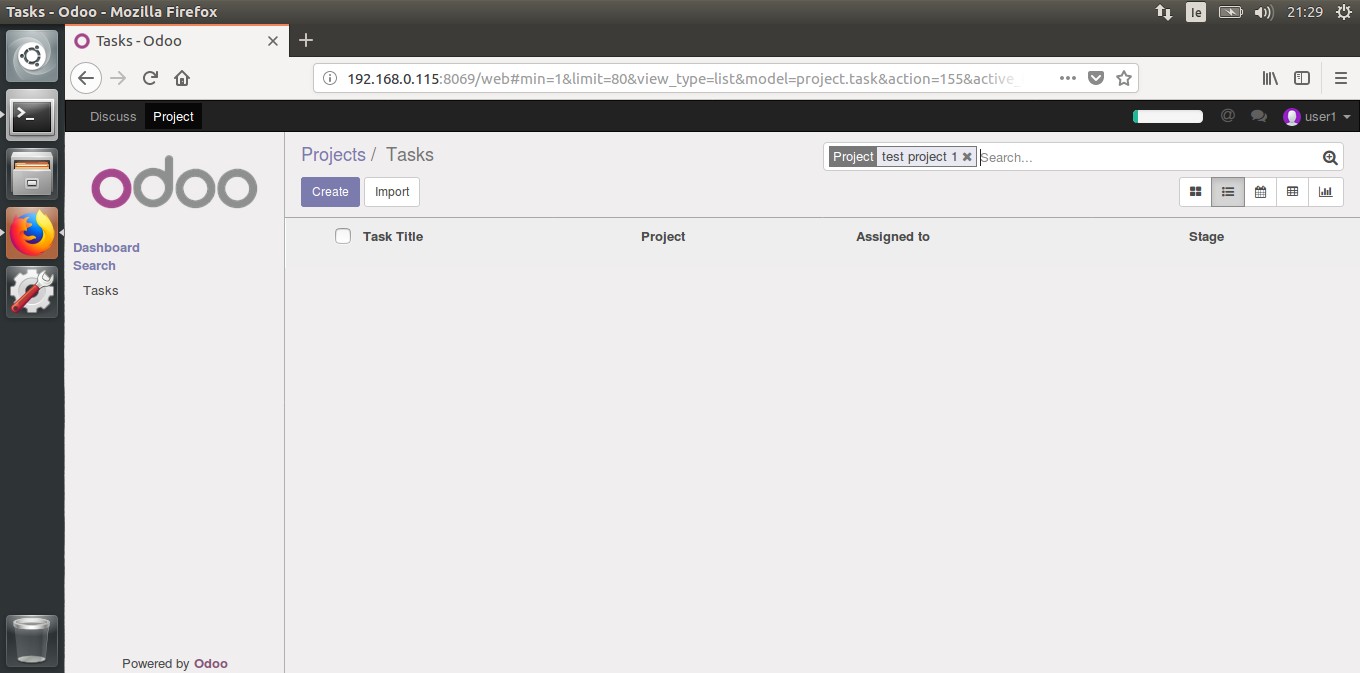 Tasks - Odoo - Mozilla Firefox
Ie
21:29
Tasks - Odoo
192.168.0.115:8069/web#min=1&limit=80&view_type=list&model=project.task&action=155&active_
Discuss
Project
@
user1
odoo
Projects / Tasks
Project test project 1
Search...
Create
Import
Dashboard
Search
Tasks
Task Title
Project
Assigned to
Stage
Powered by Odoo